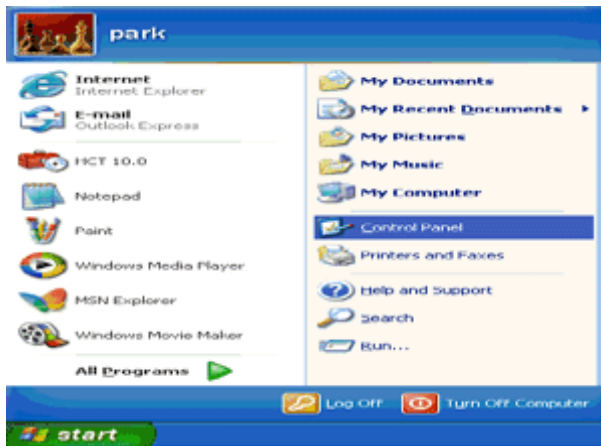 park
Internet
Internet Explorer
E-mail
Outlook Express
HCT 10.0
Notepad
Paint
Windows Media Player
MSN Explorer
Windows Movie Maker
All Programs
My Documents
My Recent Documents
My Pictures
My Music
My Computer
Control Panel
Printers and Faxes
Help and Support
Search
Run...
Log Off
Turn Off Computer
start